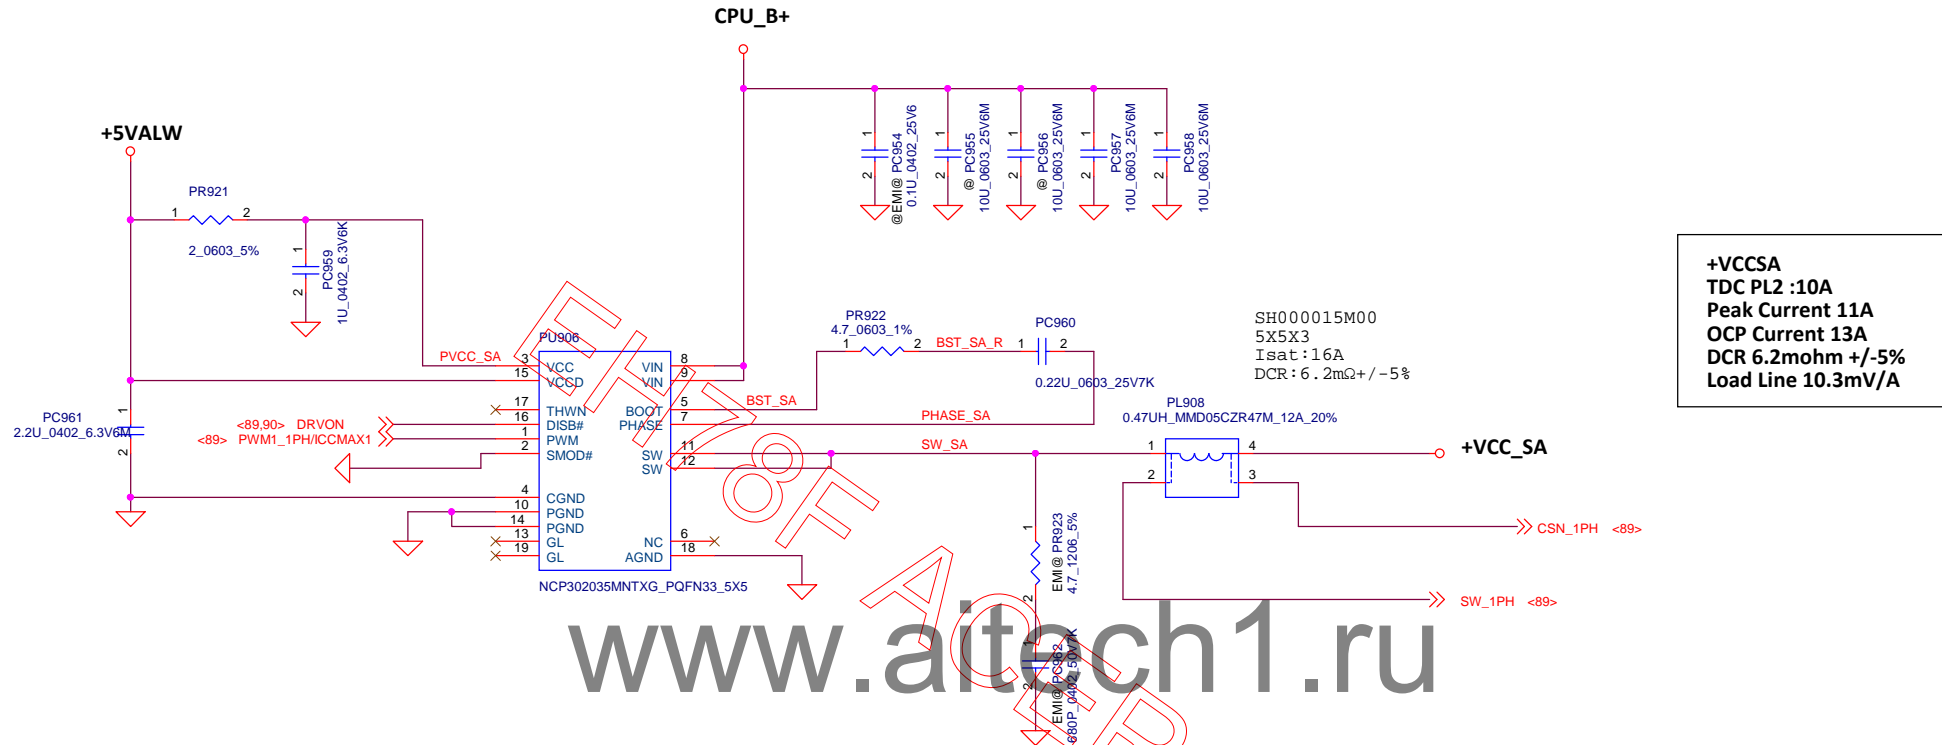 CPU_B+
+5VALW
PR921
1
2
2_0603_5%
1
2
PC959
1U_0402_6.3V6K
1
2
@EMI@ PC954
0.1U_0402_25V6
1
2
@ PC955
10U_0603_25V6M
1
2
@ PC956
10U_0603_25V6M
1
2
PC957
10U_0603_25V6M
1
2
PC958
10U_0603_25V6M
+VCCSA
TDC PL2 :10A
Peak Current 11A
OCP Current 13A
DCR 6.2mohm +/-5%
Load Line 10.3mV/A
SH000015M00
5X5X3
Isat:16A
DCR:6.2mΩ+/-5%
PR922
4.7_0603_1%
1
2
BST_SA_R
PC960
1
2
0.22U_0603_25V7K
PU906
PVCC_SA
3
VCC
15
VCCD
17
THWN
16
DISB#
1
PWM
2
SMOD#
4
CGND
10
PGND
14
PGND
13
GL
19
GL
8
VIN
9
VIN
5
BOOT
7
PHASE
11
SW
12
SW
6
NC
18
AGND
NCP302035MNTXG_PQFN33_5X5
BST_SA
PHASE_SA
SW_SA
<89,90> DRVON
<89> PWM1_1PH/ICCMAX1
PC961
2.2U_0402_6.3V6M
1
2
PL908
0.47UH_MMD05CZR47M_12A_20%
1
4
2
3
+VCC_SA
CSN_1PH <89>
SW_1PH <89>
1
2
EMI@ PR923
4.7_1206_5%
1
2
EMI@ PC962
680P_0402_50V7K
EH78F
ACER
www.aitech1.ru